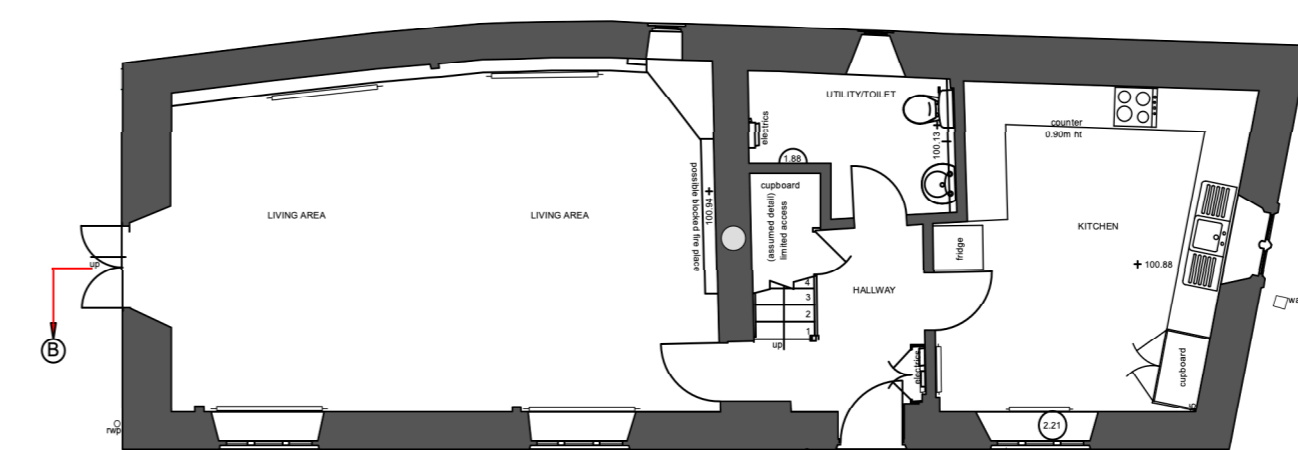 UTILITY/TOILET
electrics
100.13
1.88
counter
0.90m ht
cupboard
(assumed detail)
limited access
possible blocked fire place
100.94
LIVING AREA
LIVING AREA
KITCHEN
fridge
100.88
up
HALLWAY
4
3
2
1
up
B
electrics
cupboard
2.21
rwp